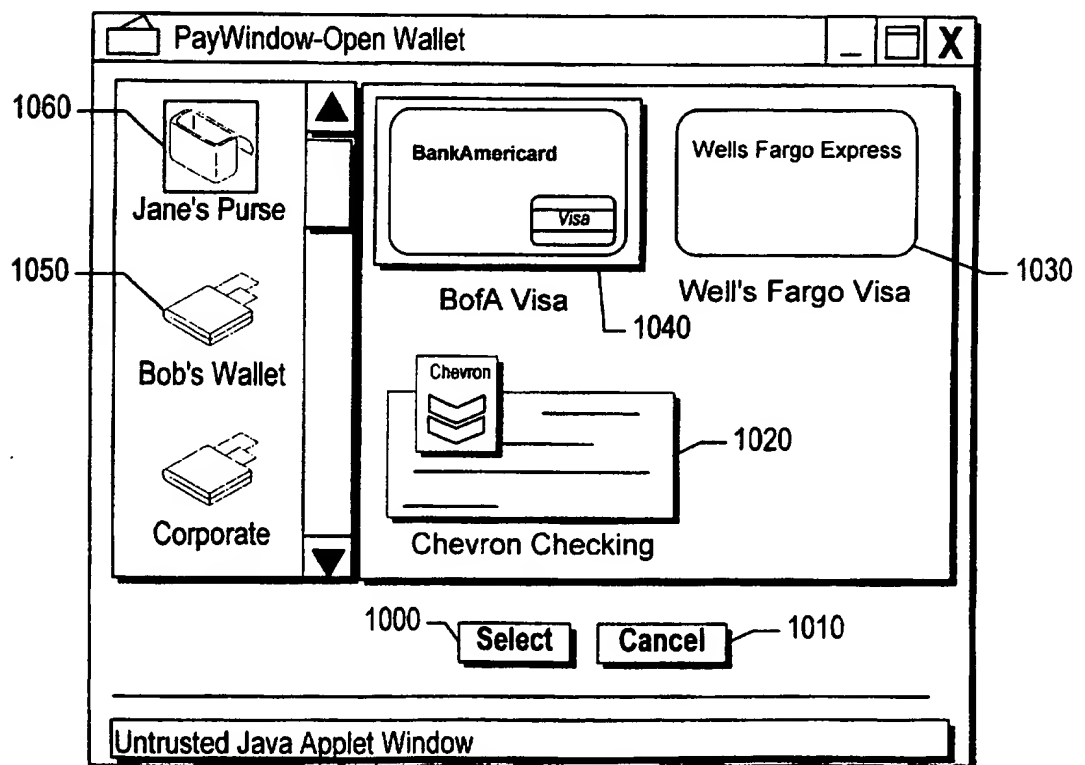 PayWindow-Open Wallet
X
1060
Jane's Purse
1050
Bob's Wallet
Corporate
BankAmericard
Visa
BofA Visa
1040
Wells Fargo Express
Well's Fargo Visa
1030
Chevron
1020
Chevron Checking
1000
Select
Cancel
1010
Untrusted Java Applet Window